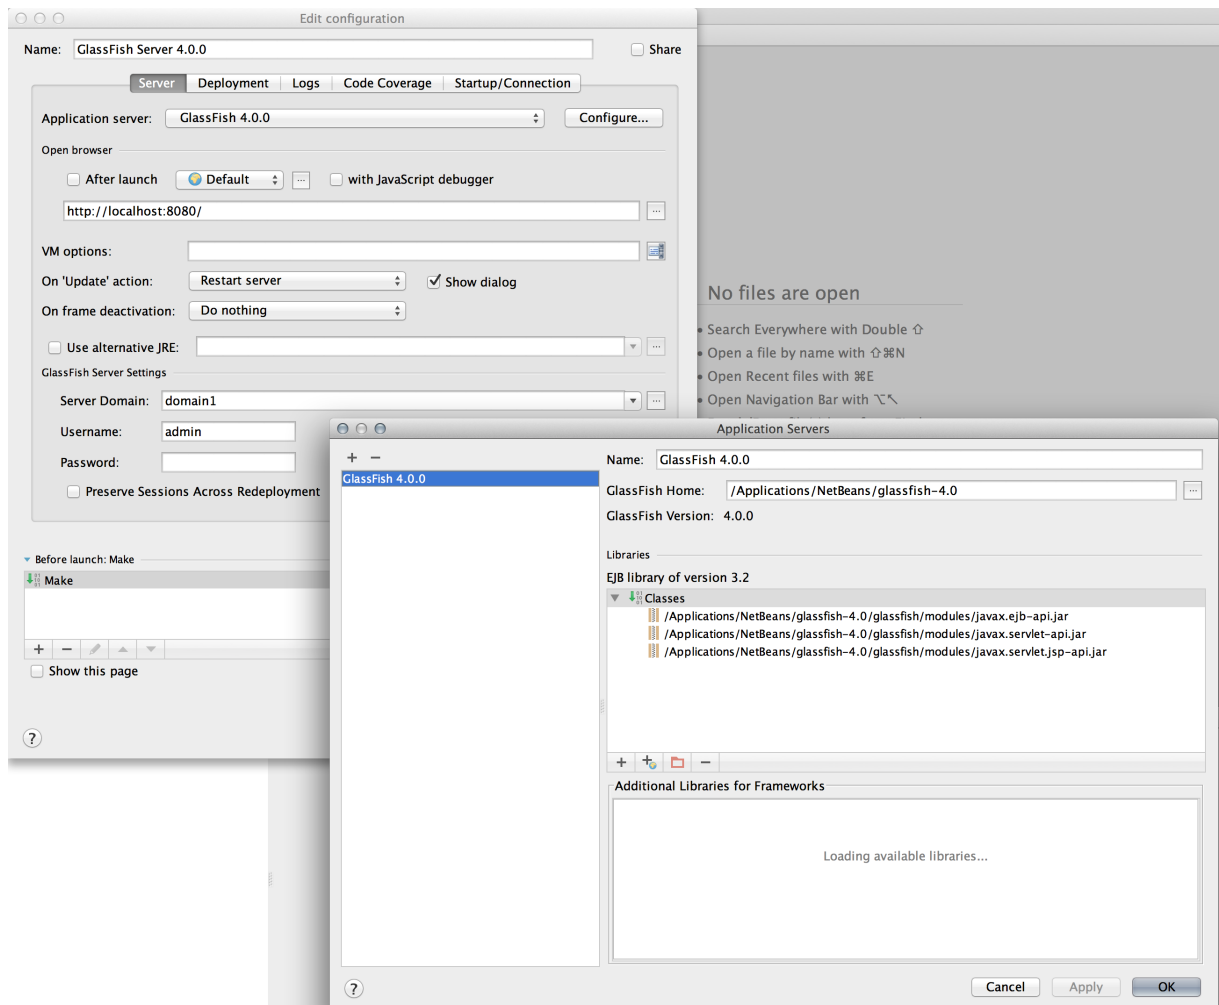 Edit configuration
Name: GlassFish Server 4.0.0 Share
Server Deployment Logs Code Coverage Startup/Connection
Application server: GlassFish 4.0.0 Configure...
Open browser
After launch Default ... with JavaScript debugger
http://localhost:8080/ ...
VM options:
On 'Update' action: Restart server Show dialog
On frame deactivation: Do nothing
Use alternative JRE: ...
GlassFish Server Settings
Server Domain: domain1 ...
Username: admin
Password:
Preserve Sessions Across Redeployment
Before launch: Make
Make
Show this page
?
No files are open
• Search Everywhere with Double ⇧
• Open a file by name with ⇧⌘N
• Open Recent files with ⌘E
• Open Navigation Bar with ⌥↖
Application Servers
GlassFish 4.0.0
Name: GlassFish 4.0.0
GlassFish Home: /Applications/NetBeans/glassfish-4.0 ...
GlassFish Version: 4.0.0
Libraries
EJB library of version 3.2
Classes
/Applications/NetBeans/glassfish-4.0/glassfish/modules/javax.ejb-api.jar
/Applications/NetBeans/glassfish-4.0/glassfish/modules/javax.servlet-api.jar
/Applications/NetBeans/glassfish-4.0/glassfish/modules/javax.servlet.jsp-api.jar
Additional Libraries for Frameworks
Loading available libraries...
? Cancel Apply OK